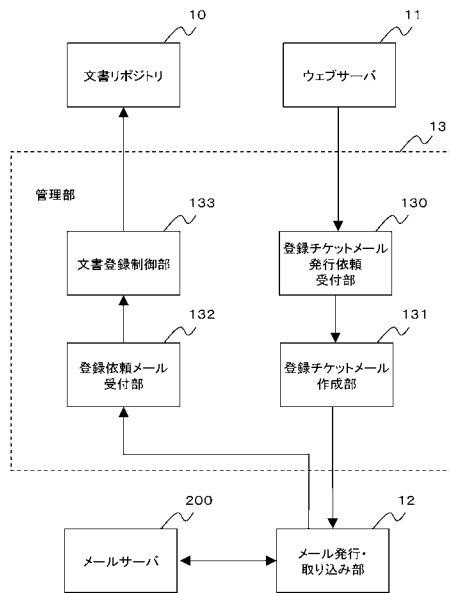 10
11
文書リポジトリ
ウェブサーバ
13
管理部
133
130
文書登録制御部
登録チケットメール
発行依頼
受付部
132
131
登録依頼メール
受付部
登録チケットメール
作成部
200
12
メールサーバ
メール発行・
取り込み部